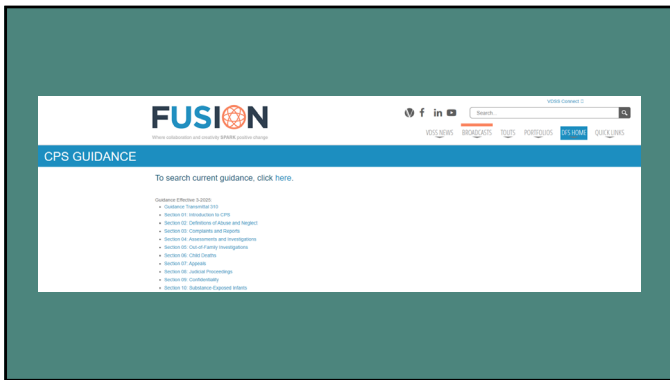 VDSS Connect
FUSION
Where collaboration and creativity SPARK positive change
Search..
VDSS NEWS BROADCASTS TOUTS PORTFOLIOS DFS HOME QUICK LINKS
CPS GUIDANCE
To search current guidance, click here.
Guidance Effective 3-2020:
Guidance Transmittal 310
Section 01: Introduction to CPS
Section 02: Definitions of Abuse and Neglect
Section 03: Complaints and Reports
Section 04: Assessments and Investigations
Section 05: Out-of-Family Investigations
Section 06: Child Deaths
Section 07: Appeals
Section 08: Judicial Proceedings
Section 09: Confidentiality
Section 10: Substance-Exposed Infants